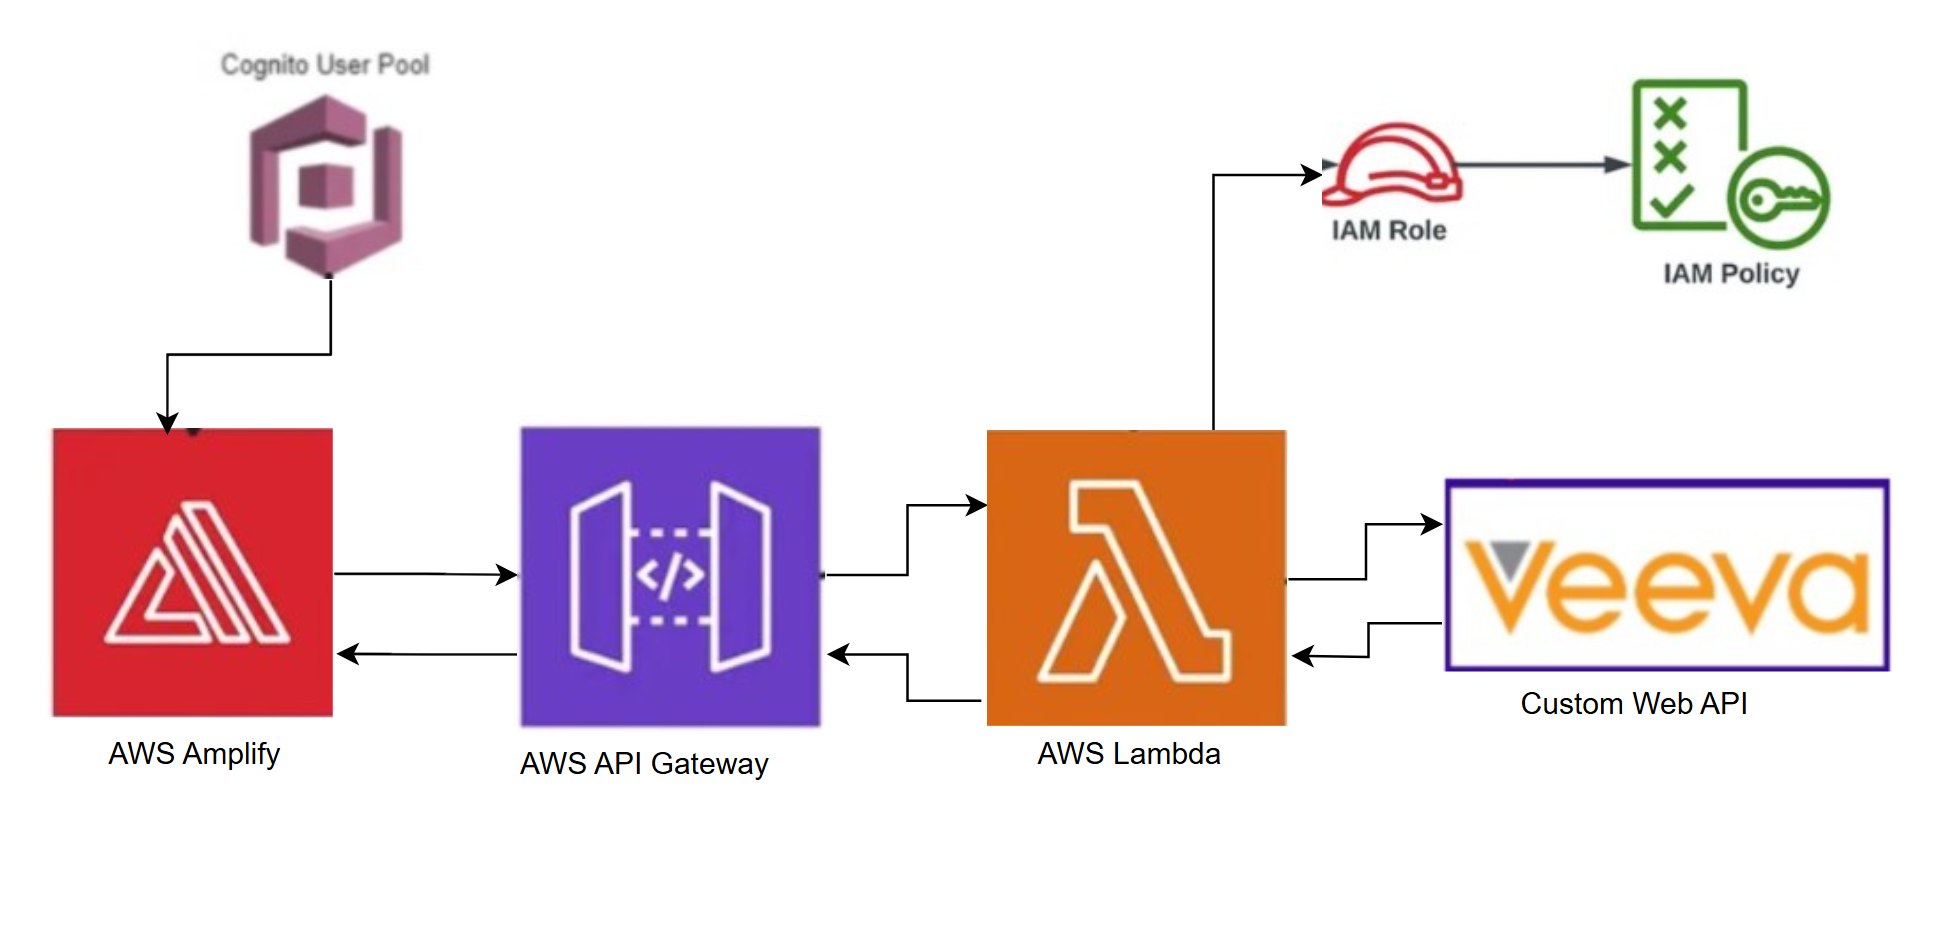 Cognito User Pool
IAM Role
IAM Policy
</>
veeva
Custom Web API
AWS Amplify
AWS API Gateway
AWS Lambda